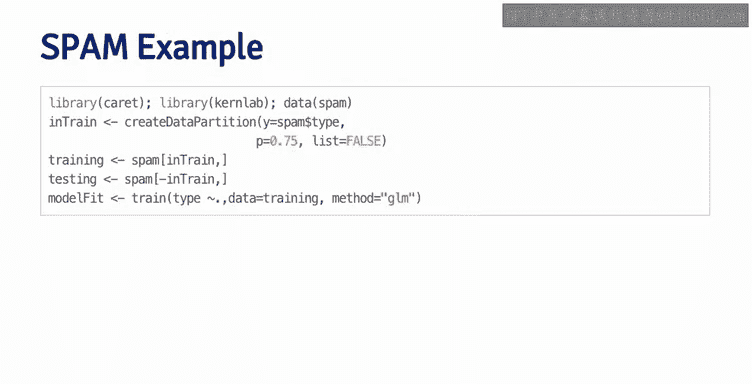 SPAM Example
library(caret); library(kernlab); data(spam)
inTrain <- createDataPartition(y=spam$type,
p=0.75, list=FALSE)
training <- spam[inTrain,]
testing <- spam[-inTrain,]
modelFit <- train(type ~.,data=training, method="glm")